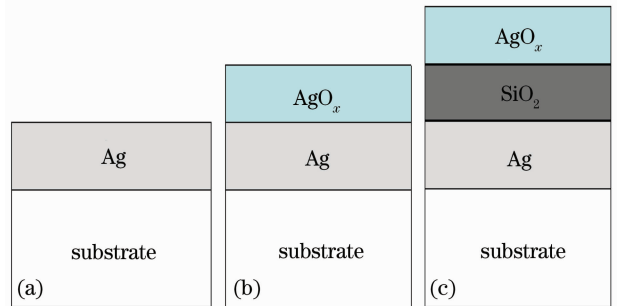 Ag
substrate
(a)
AgOₓ
Ag
substrate
(b)
AgOₓ
SiO₂
Ag
substrate
(c)